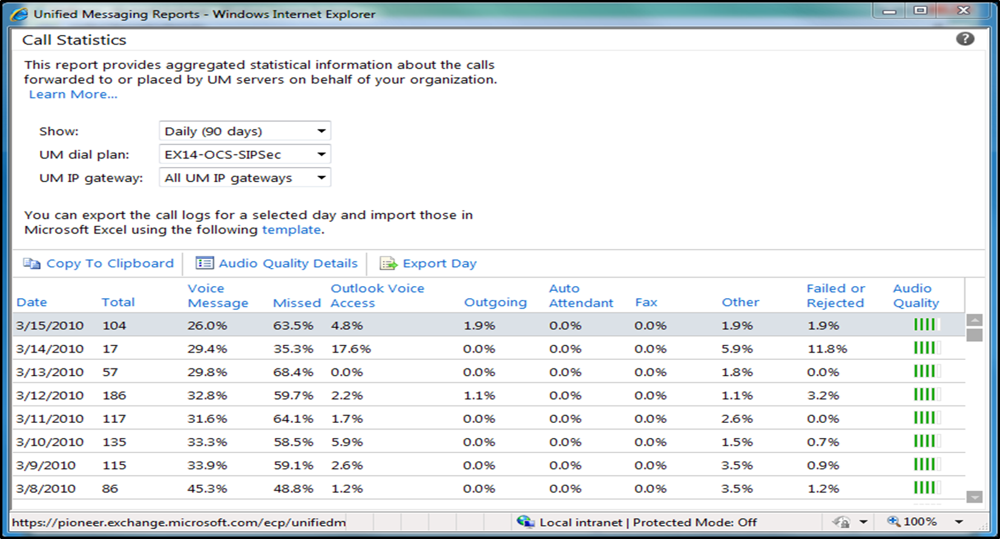 Unified Messaging Reports - Windows Internet Explorer
Call Statistics
?
This report provides aggregated statistical information about the calls
forwarded to or placed by UM servers on behalf of your organization.
Learn More...
Show: Daily (90 days)
UM dial plan: EX14-OCS-SIPSec
UM IP gateway: All UM IP gateways
You can export the call logs for a selected day and import those in
Microsoft Excel using the following template.
Copy To Clipboard Audio Quality Details Export Day
Date Total Voice Message Missed Outlook Voice Access Outgoing Auto Attendant Fax Other Failed or Rejected Audio Quality
3/15/2010 104 26.0% 63.5% 4.8% 1.9% 0.0% 0.0% 1.9% 1.9%
3/14/2010 17 29.4% 35.3% 17.6% 0.0% 0.0% 0.0% 5.9% 11.8%
3/13/2010 57 29.8% 68.4% 0.0% 0.0% 0.0% 0.0% 1.8% 0.0%
3/12/2010 186 32.8% 59.7% 2.2% 1.1% 0.0% 0.0% 1.1% 3.2%
3/11/2010 117 31.6% 64.1% 1.7% 0.0% 0.0% 0.0% 2.6% 0.0%
3/10/2010 135 33.3% 58.5% 5.9% 0.0% 0.0% 0.0% 1.5% 0.7%
3/9/2010 115 33.9% 59.1% 2.6% 0.0% 0.0% 0.0% 3.5% 0.9%
3/8/2010 86 45.3% 48.8% 1.2% 0.0% 0.0% 0.0% 3.5% 1.2%
https://pioneer.exchange.microsoft.com/ecp/unifiedm Local intranet | Protected Mode: Off 100%